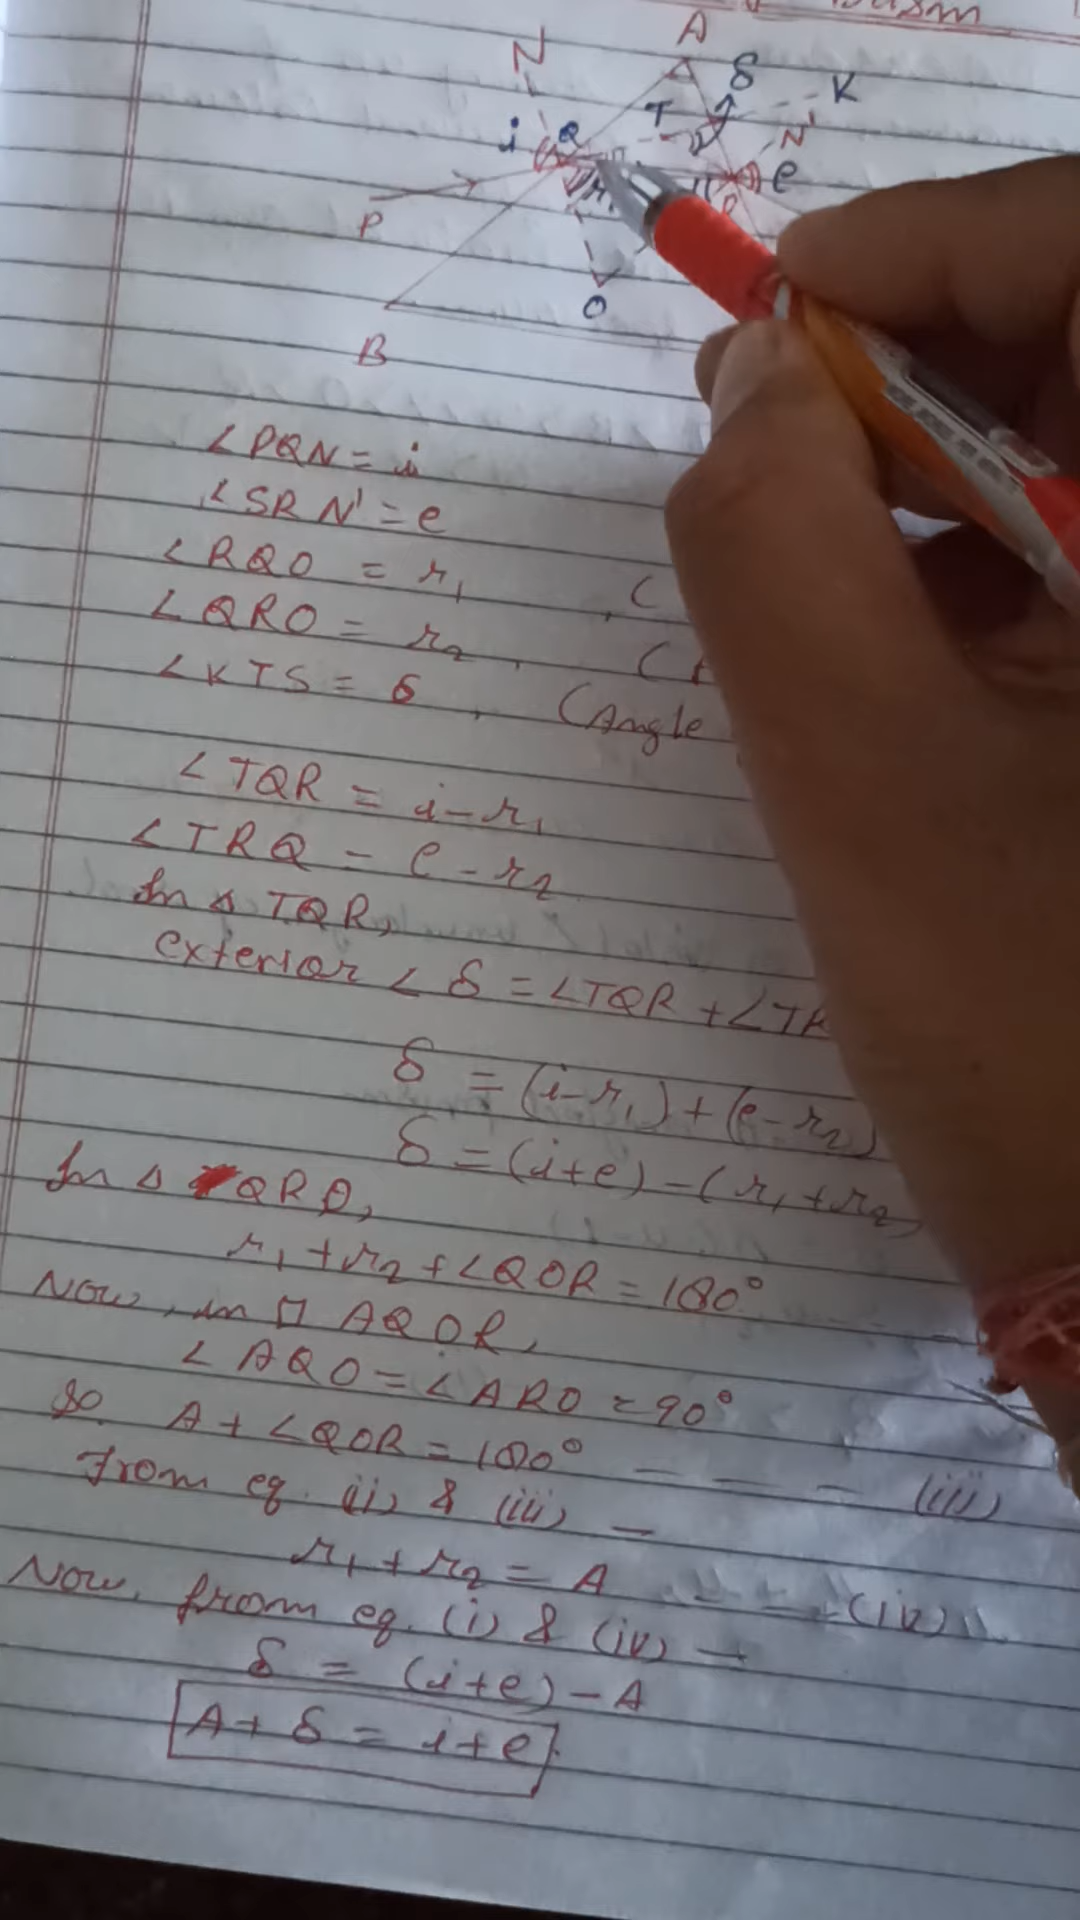 A
N
δ
K
T
N'
i
Q
e
P
O
B
∠PQN = i
∠SRN' = e
∠RQO = r₁ , (
∠QRO = r₂ , (
∠KTS = δ , (Angle
∠TQR = i - r₁
∠TRQ = e - r₂
In Δ TQR,
exterior ∠ δ = ∠TQR + ∠TR
δ = (i - r₁) + (e - r₂)
δ = (i + e) - (r₁ + r₂)
In Δ QRO,
r₁ + r₂ + ∠QOR = 180°
Now, in □ AQOR,
∠AQO = ∠ARO = 90°
so A + ∠QOR = 180° - - - (iii)
From eq. (ii) & (iii) -
r₁ + r₂ = A - - - (iv)
Now, from eq. (i) & (iv) -
δ = (i + e) - A
A + δ = i + e